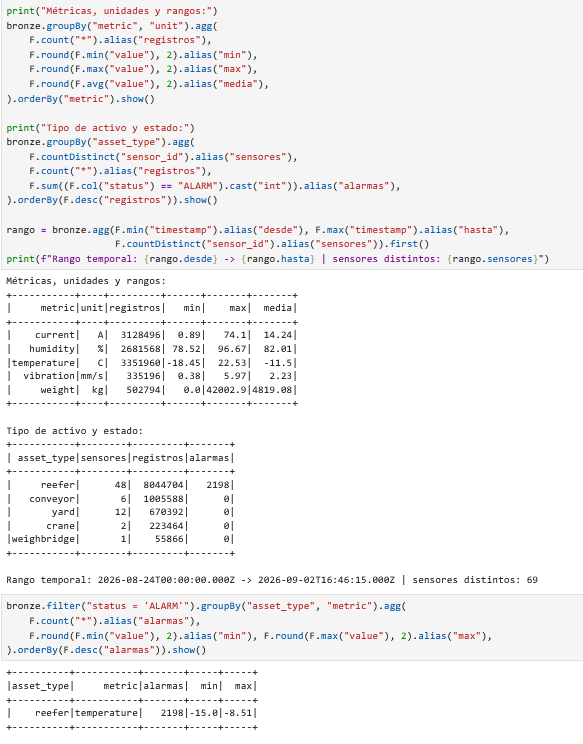 print("Métricas, unidades y rangos:")
bronze.groupBy("metric", "unit").agg(
    F.count("*").alias("registros"),
    F.round(F.min("value"), 2).alias("min"),
    F.round(F.max("value"), 2).alias("max"),
    F.round(F.avg("value"), 2).alias("media"),
).orderBy("metric").show()

print("Tipo de activo y estado:")
bronze.groupBy("asset_type").agg(
    F.countDistinct("sensor_id").alias("sensores"),
    F.count("*").alias("registros"),
    F.sum((F.col("status") == "ALARM").cast("int")).alias("alarmas"),
).orderBy(F.desc("registros")).show()

rango = bronze.agg(F.min("timestamp").alias("desde"), F.max("timestamp").alias("hasta"),
                   F.countDistinct("sensor_id").alias("sensores")).first()
print(f"Rango temporal: {rango.desde} -> {rango.hasta} | sensores distintos: {rango.sensores}")
Métricas, unidades y rangos:
+-----------+----+---------+------+-------+-------+
|     metric|unit|registros|   min|    max|  media|
+-----------+----+---------+------+-------+-------+
|    current|   A|  3128496|  0.89|   74.1|  14.24|
|   humidity|   %|  2681568| 78.52|  96.67|  82.01|
|temperature|   C|  3351960|-18.45|  22.53|  -11.5|
|  vibration|mm/s|   335196|  0.38|   5.97|   2.23|
|     weight|  kg|   502794|   0.0|42002.9|4819.08|
+-----------+----+---------+------+-------+-------+

Tipo de activo y estado:
+-----------+--------+---------+-------+
| asset_type|sensores|registros|alarmas|
+-----------+--------+---------+-------+
|     reefer|      48|  8044704|   2198|
|   conveyor|       6|  1005588|      0|
|       yard|      12|   670392|      0|
|      crane|       2|   223464|      0|
|weighbridge|       1|    55866|      0|
+-----------+--------+---------+-------+

Rango temporal: 2026-08-24T00:00:00.000Z -> 2026-09-02T16:46:15.000Z | sensores distintos: 69
bronze.filter("status = 'ALARM'").groupBy("asset_type", "metric").agg(
    F.count("*").alias("alarmas"),
    F.round(F.min("value"), 2).alias("min"), F.round(F.max("value"), 2).alias("max"),
).orderBy(F.desc("alarmas")).show()
+----------+-----------+-------+-----+-----+
|asset_type|     metric|alarmas|  min|  max|
+----------+-----------+-------+-----+-----+
|    reefer|temperature|   2198|-15.0|-8.51|
+----------+-----------+-------+-----+-----+